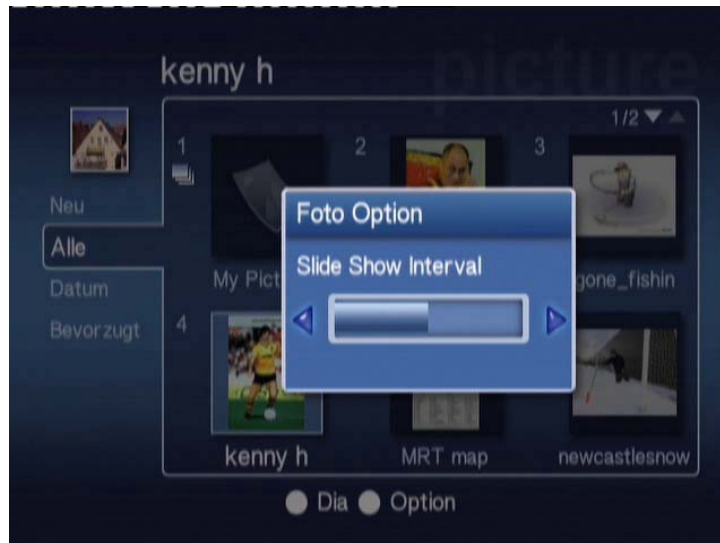 kenny h
picture
1/2
1
2
3
Neu
Alle
Datum
Bevorzugt
Foto Option
Slide Show Interval
My Pict
gone_fishin
4
kenny h
MRT map
newcastlesnow
Dia
Option